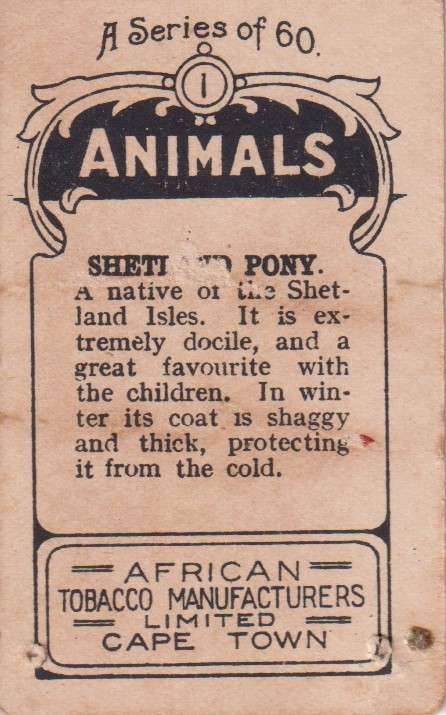 A Series of 60.
1
ANIMALS
SHETLAND PONY.
A native of the Shet-
land Isles. It is ex-
tremely docile, and a
great favourite with
the children. In win-
ter its coat is shaggy
and thick, protecting
it from the cold.
AFRICAN
TOBACCO MANUFACTURERS
LIMITED
CAPE TOWN